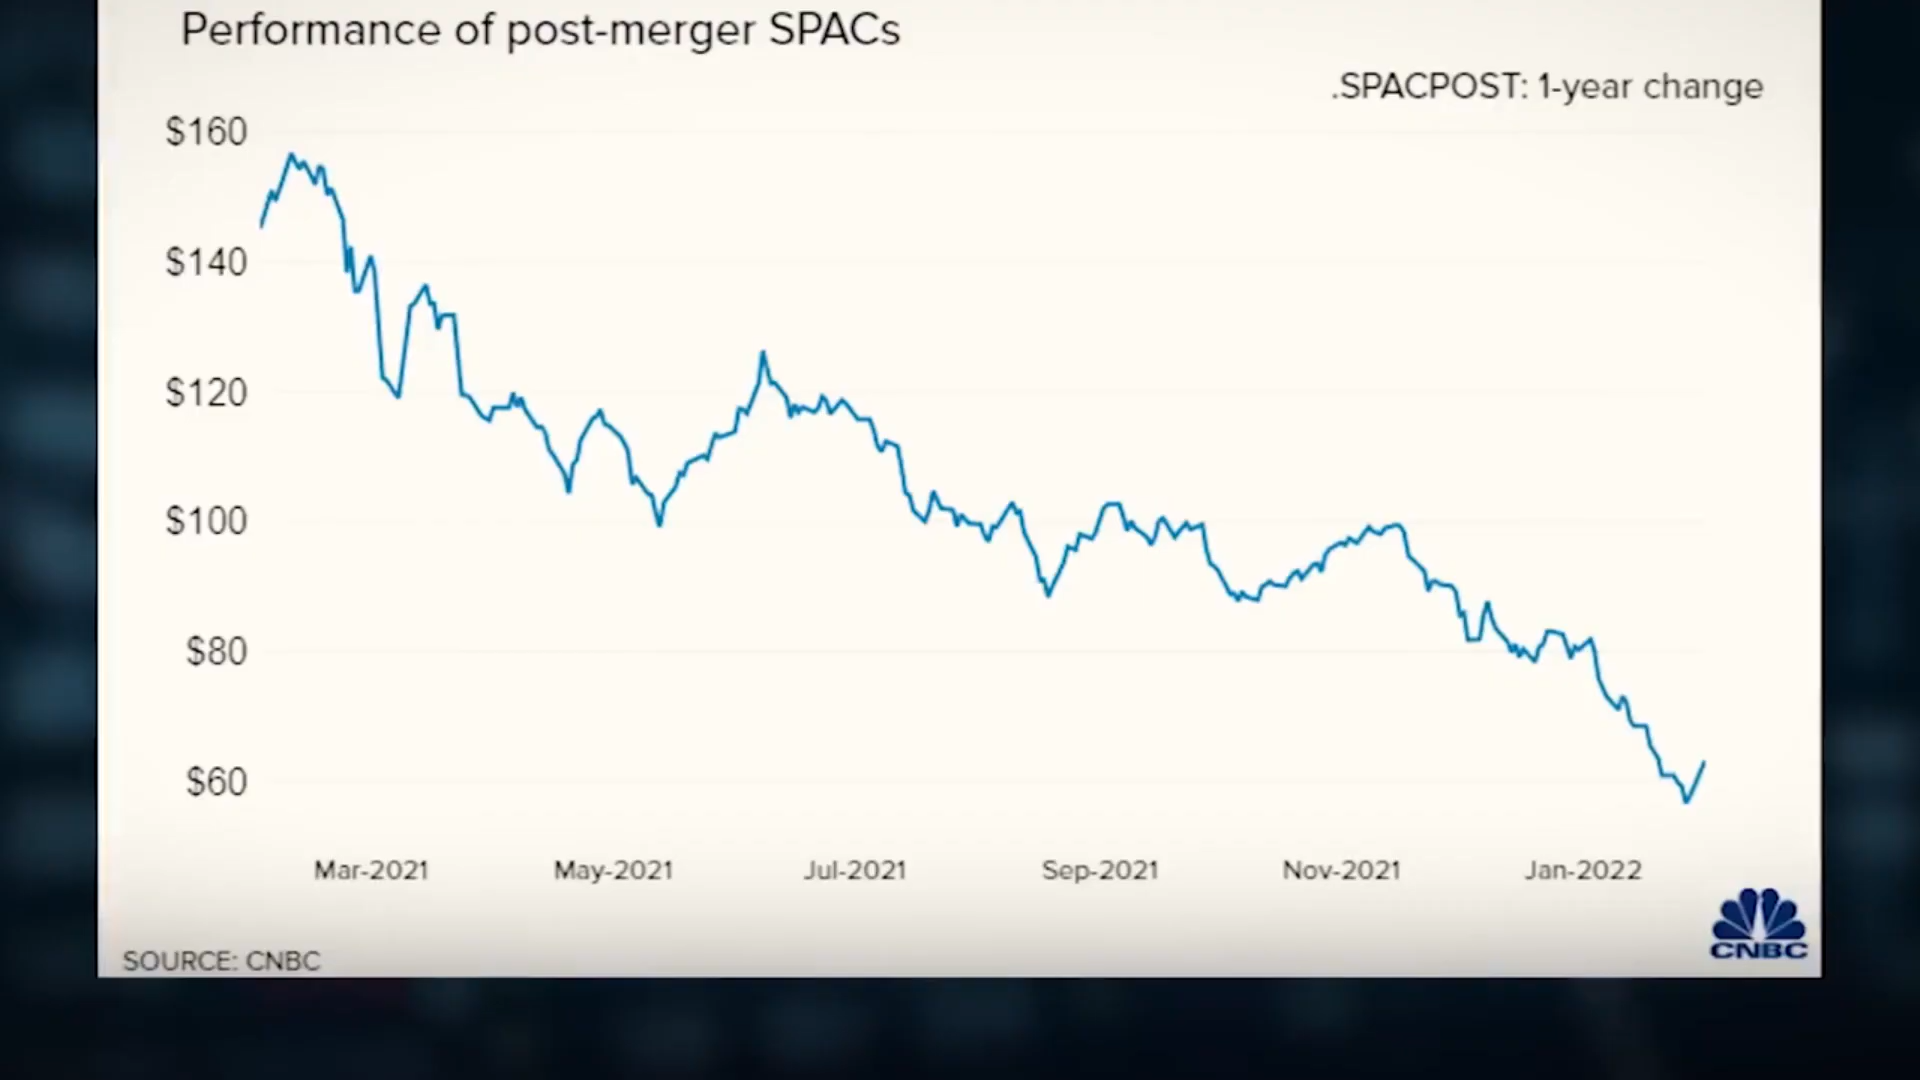 Performance of post-merger SPACs
.SPACPOST: 1-year change
$160
$140
$120
$100
$80
$60
Mar-2021 May-2021 Jul-2021 Sep-2021 Nov-2021 Jan-2022
CNBC
SOURCE: CNBC